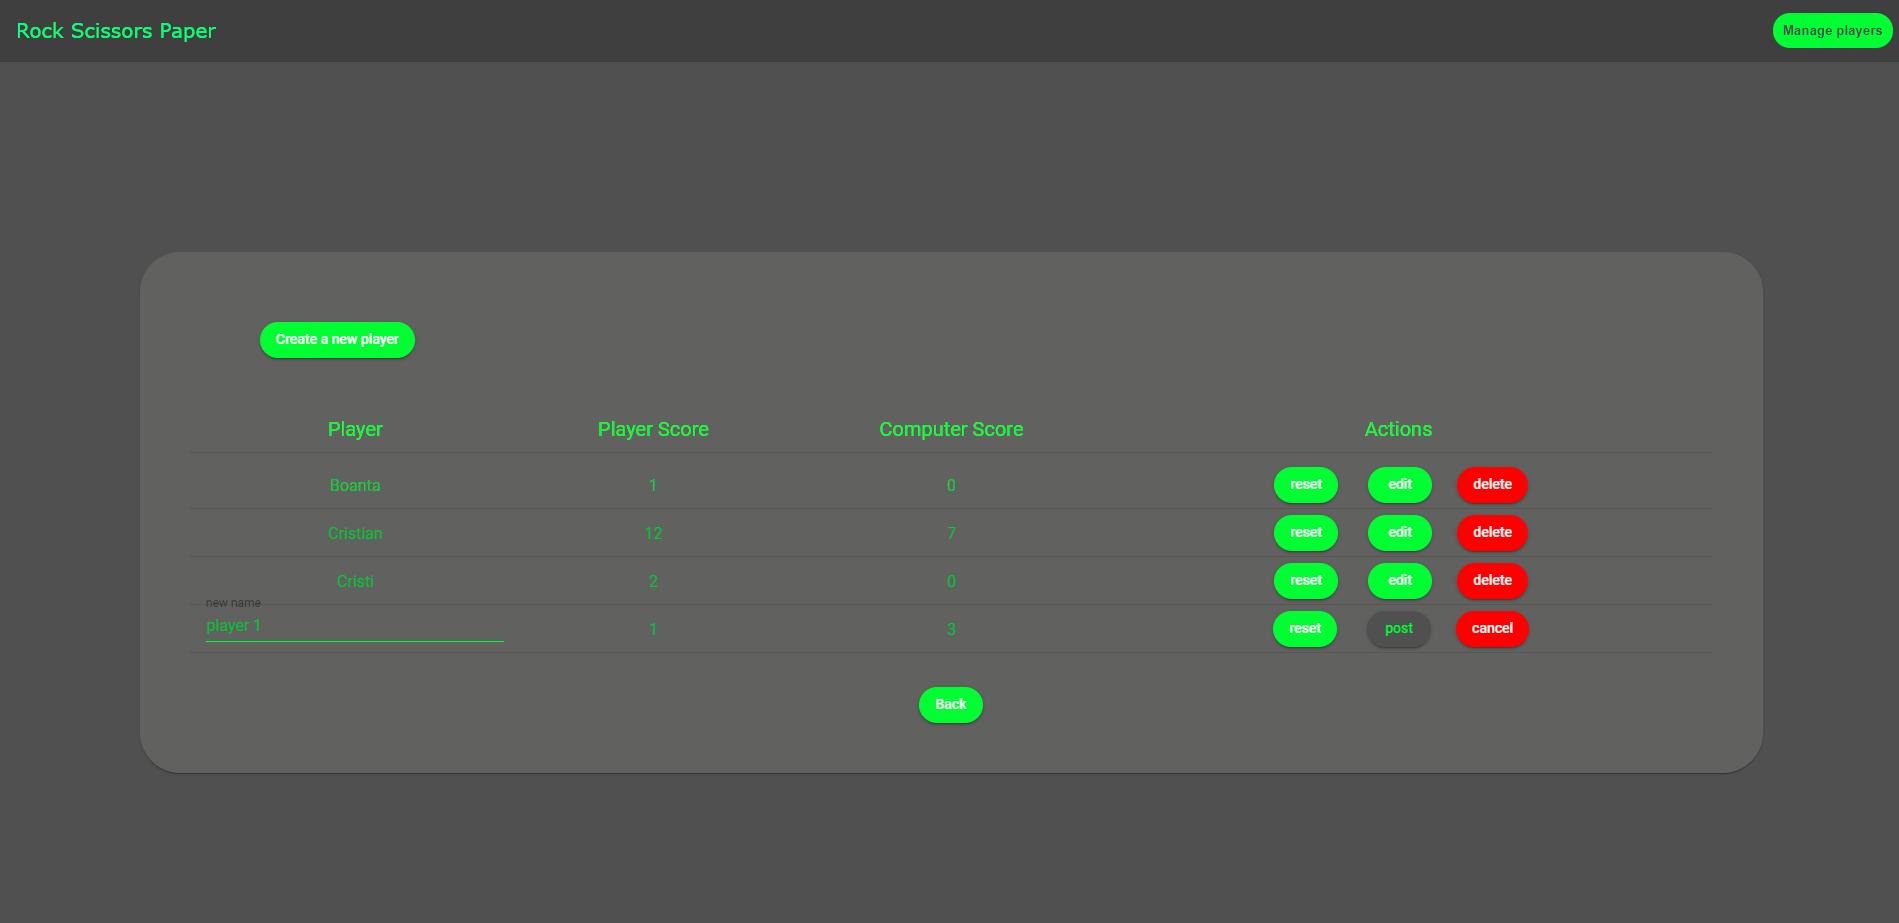 Rock Scissors Paper Manage players
Create a new player
Player Player Score Computer Score Actions
Boanta 1 0 reset edit delete
Cristian 12 7 reset edit delete
Cristi 2 0 reset edit delete
new name
player 1 1 3 reset post cancel
Back